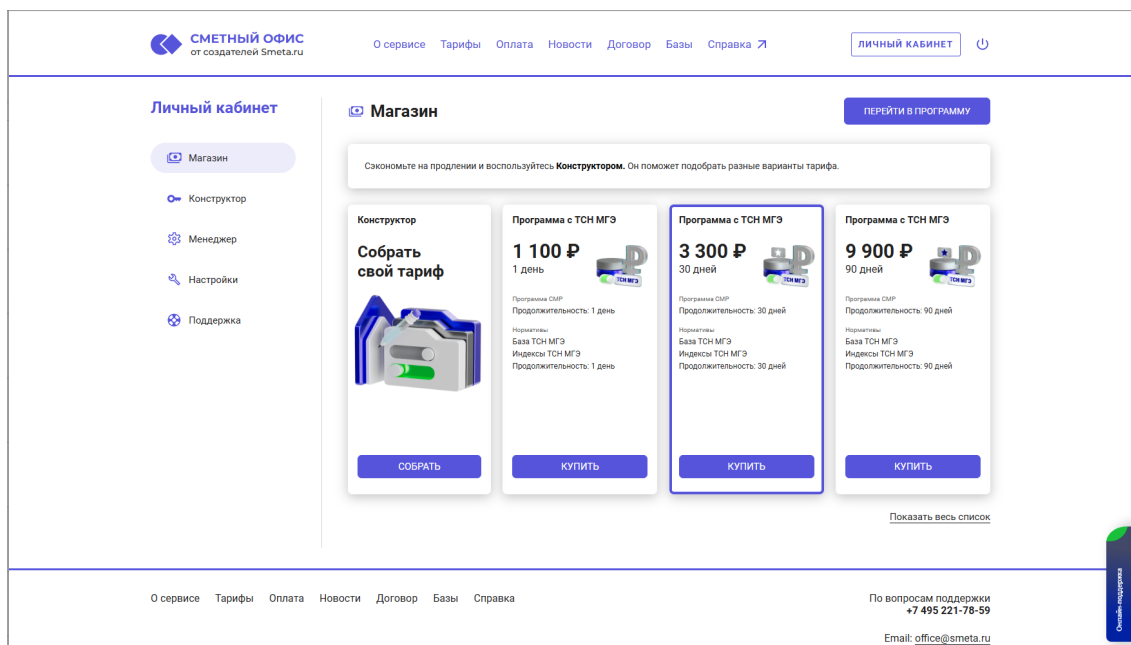 СМЕТНЫЙ ОФИС
от создателей Smeta.ru
О сервисе Тарифы Оплата Новости Договор Базы Справка
ЛИЧНЫЙ КАБИНЕТ
Личный кабинет
Магазин
Конструктор
Менеджер
Настройки
Поддержка
Магазин
ПЕРЕЙТИ В ПРОГРАММУ
Сэкономьте на продлении и воспользуйтесь Конструктором. Он поможет подобрать разные варианты тарифа.
Конструктор
Собрать
свой тариф
СОБРАТЬ
Программа с ТСН МГЭ
1 100 ₽
1 день
ТСН МГЭ
Программа СМР
Продолжительность: 1 день
Нормативы
База ТСН МГЭ
Индексы ТСН МГЭ
Продолжительность: 1 день
КУПИТЬ
Программа с ТСН МГЭ
3 300 ₽
30 дней
ТСН МГЭ
Программа СМР
Продолжительность: 30 дней
Нормативы
База ТСН МГЭ
Индексы ТСН МГЭ
Продолжительность: 30 дней
КУПИТЬ
Программа с ТСН МГЭ
9 900 ₽
90 дней
ТСН МГЭ
Программа СМР
Продолжительность: 90 дней
Нормативы
База ТСН МГЭ
Индексы ТСН МГЭ
Продолжительность: 90 дней
КУПИТЬ
Показать весь список
Онлайн-поддержка
О сервисе Тарифы Оплата Новости Договор Базы Справка
По вопросам поддержки
+7 495 221-78-59
Email: office@smeta.ru